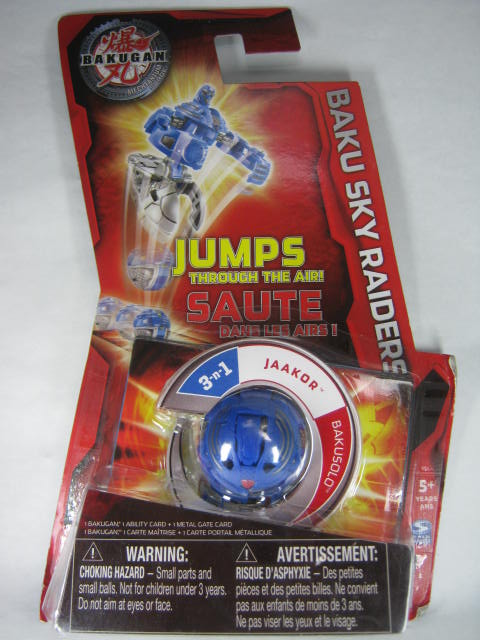 爆丸
BAKUGAN
BAKU SKY RAIDERS
JUMPS
THROUGH THE AIR!
SAUTE
DANS LES AIRS !
3-n-1
JAAKOR™
BAKUSOLO™
5+
YEARS
ANS
1 BAKUGAN, 1 ABILITY CARD + 1 METAL GATE CARD
1 BAKUGAN, 1 CARTE MAÎTRISE + 1 CARTE PORTAIL MÉTALLIQUE
WARNING:
CHOKING HAZARD – Small parts and
small balls. Not for children under 3 years.
Do not aim at eyes or face.
AVERTISSEMENT:
RISQUE D'ASPHYXIE – Des petites
pièces et des petites billes. Ne convient
pas aux enfants de moins de 3 ans.
Ne pas viser les yeux et le visage.